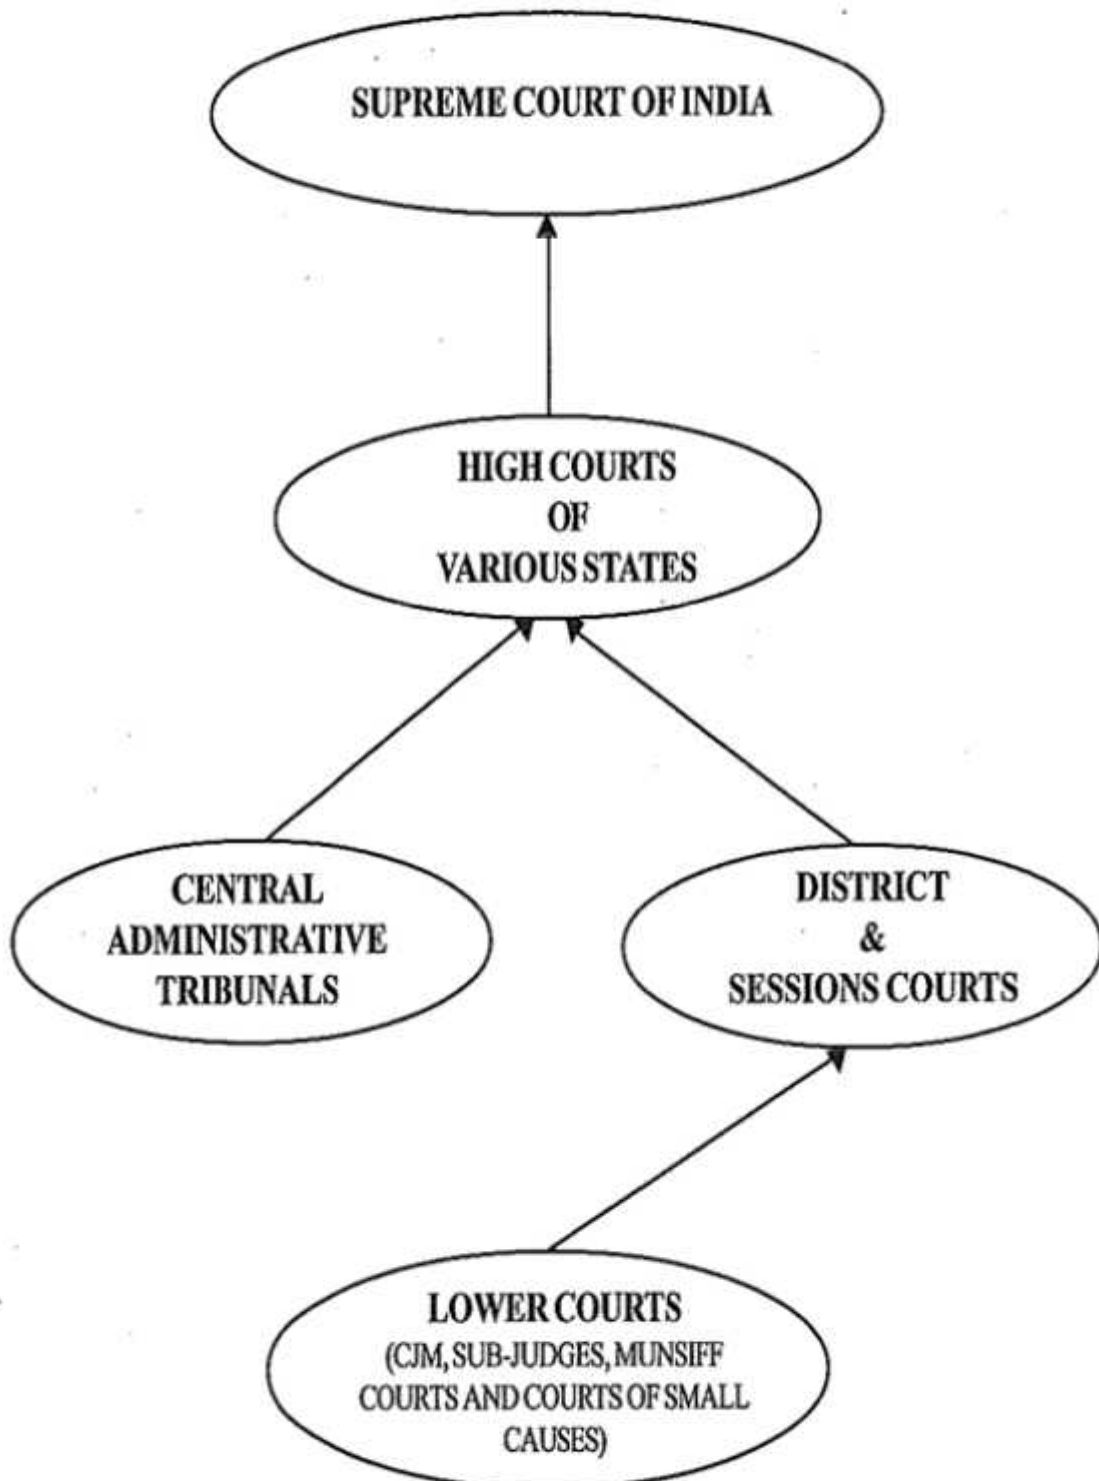 SUPREME COURT OF INDIA
HIGH COURTS
OF
VARIOUS STATES
CENTRAL
ADMINISTRATIVE
TRIBUNALS
DISTRICT
&
SESSIONS COURTS
LOWER COURTS
(CJM, SUB-JUDGES, MUNSIFF
COURTS AND COURTS OF SMALL
CAUSES)